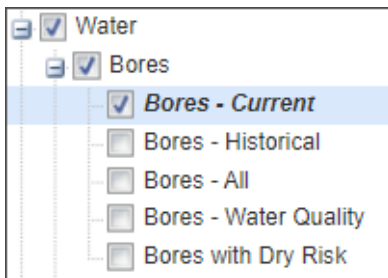 Water
Bores
Bores - Current
Bores - Historical
Bores - All
Bores - Water Quality
Bores with Dry Risk